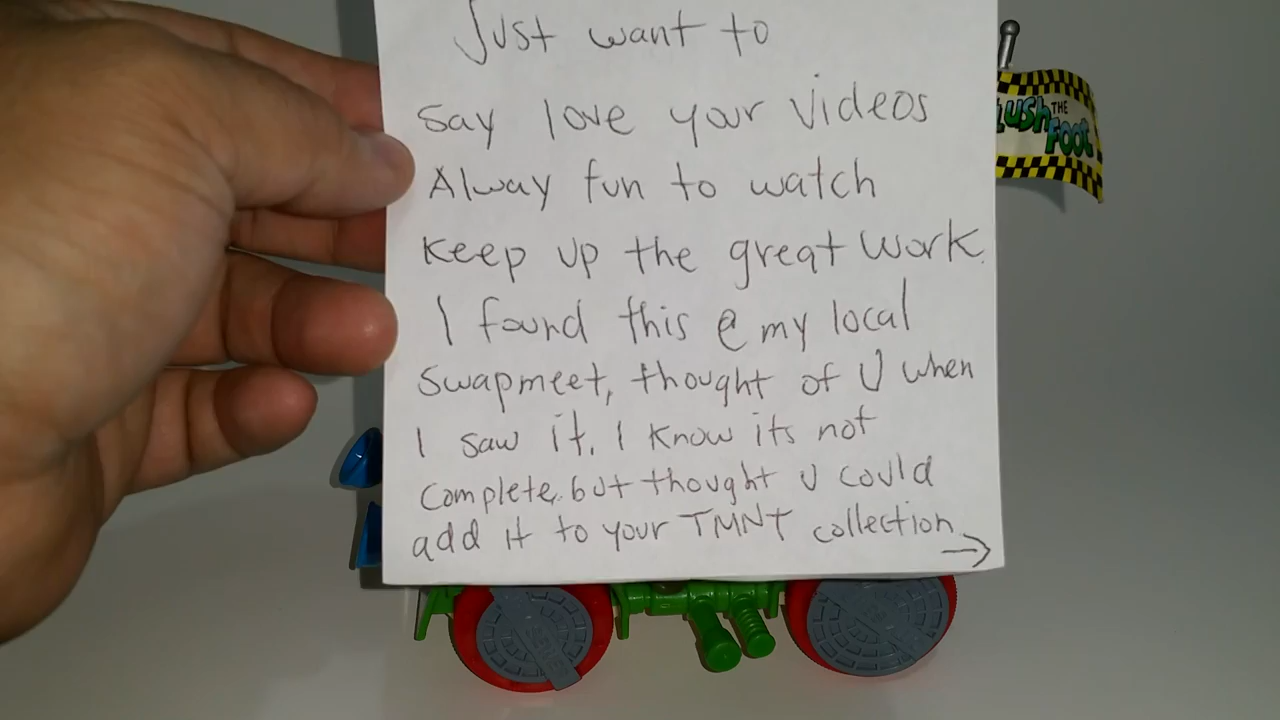 Just want to
say love your videos
Alway fun to watch
Keep up the great work.
I found this @ my local
Swapmeet, thought of U when
I saw it. I know its not
complete, but thought U could
add it to your TMNT collection
→
THE
FOOT